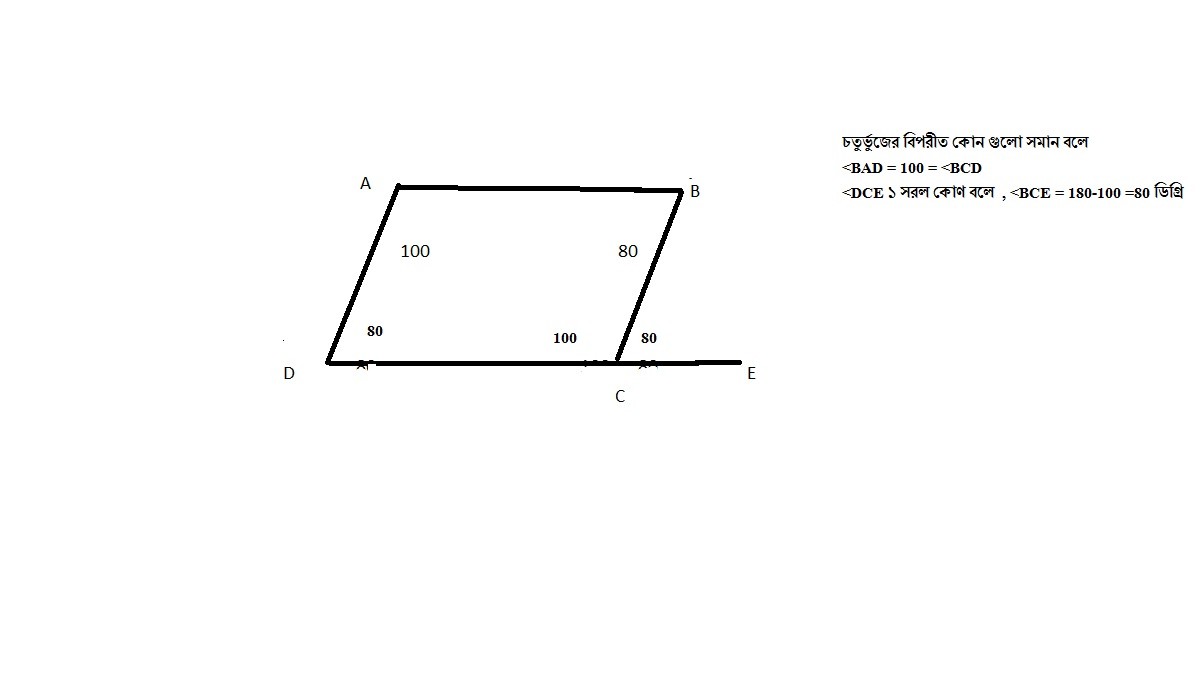 চতুর্ভুজের বিপরীত কোন গুলো সমান বলে
<BAD = 100 = <BCD
<DCE ১ সরল কোণ বলে , <BCE = 180-100 =80 ডিগ্রি
A
B
100
80
80
100
80
D
C
E